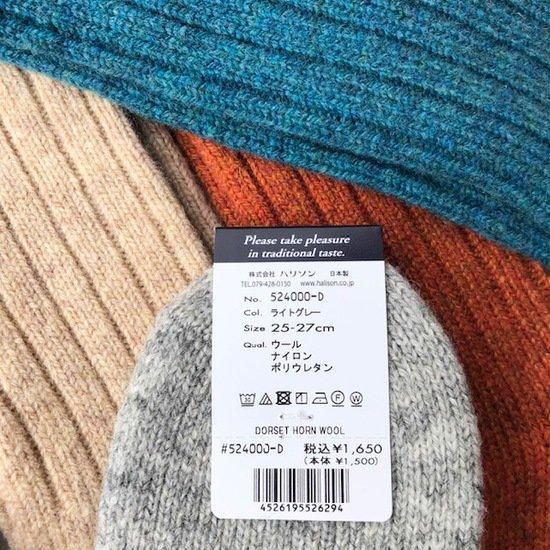 Please take pleasure
in traditional taste.
株式会社 ハリソン 日本製
TEL.079-428-0150 www.halison.co.jp
No. 524000-D
Col. ライトグレー
Size 25-27cm
Qual. ウール
ナイロン
ポリウレタン
DORSET HORN WOOL
#524000-D 税込¥1,650
(本体 ¥1,500)
4526195526294